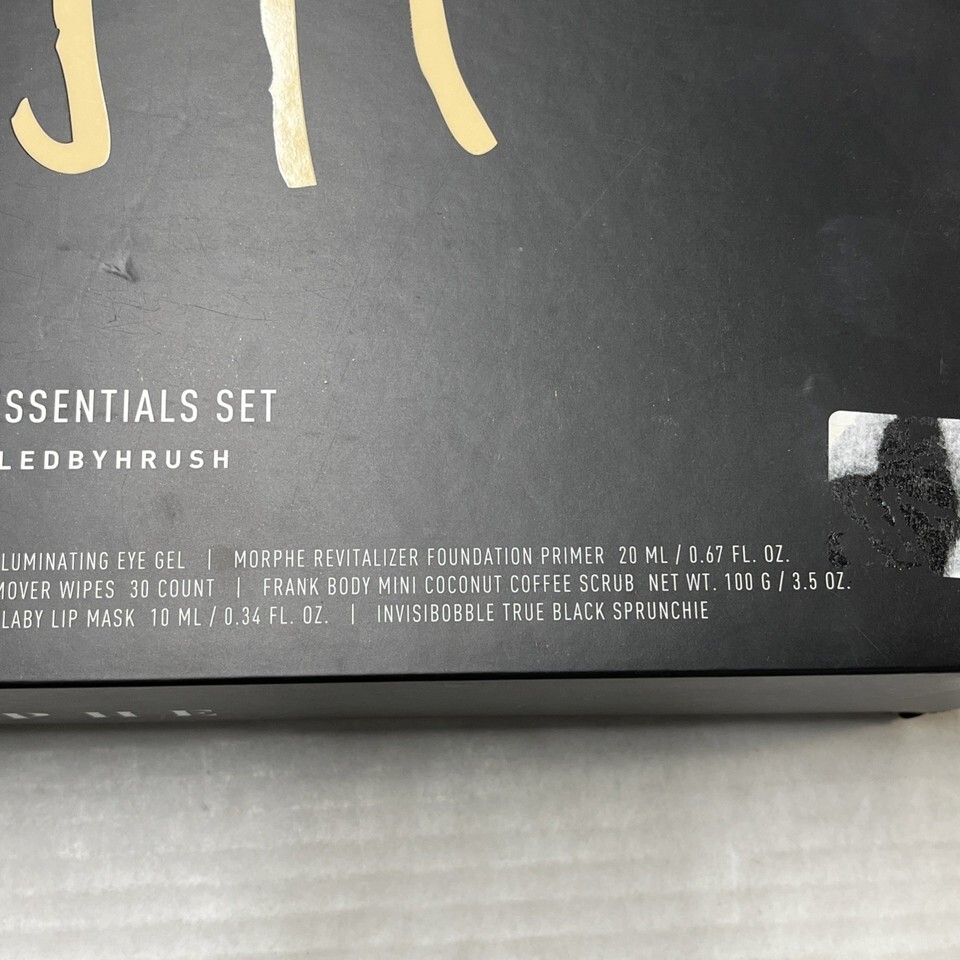 SSENTIALS SET
LEDBYHRUSH
LUMINATING EYE GEL | MORPHE REVITALIZER FOUNDATION PRIMER 20 ML / 0.67 FL. OZ.
MOVER WIPES 30 COUNT | FRANK BODY MINI COCONUT COFFEE SCRUB NET WT. 100 G / 3.5 OZ.
LABY LIP MASK 10 ML / 0.34 FL. OZ. | INVISIBOBBLE TRUE BLACK SPRUNCHIE
PHE